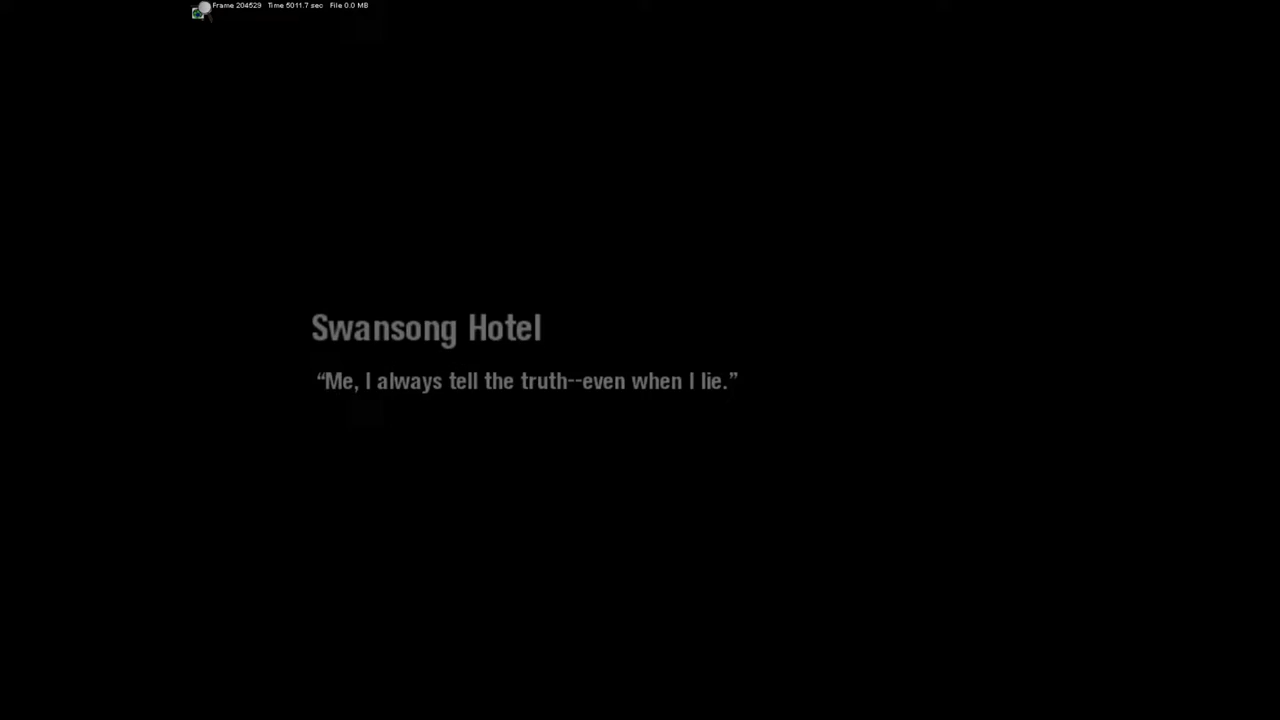 Frame 204529 Time 5011.7 sec File 0.0 MB
Swansong Hotel
“Me, I always tell the truth--even when I lie.”